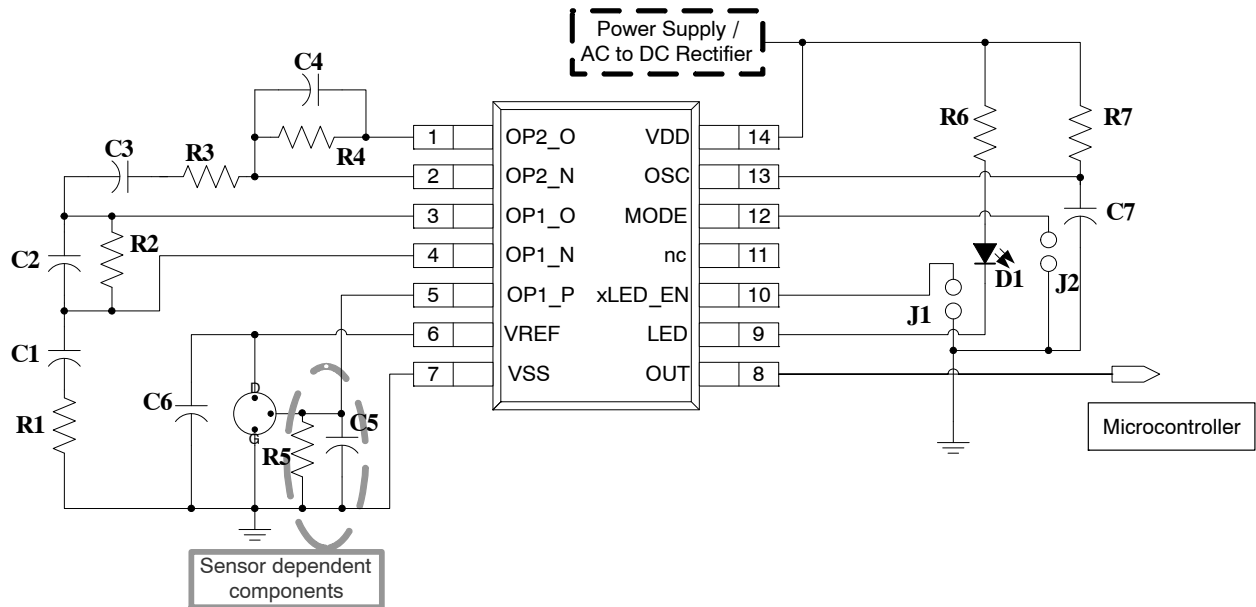 Power Supply /
AC to DC Rectifier
C4
R4
C3
R3
C2
R2
C1
R1
C6
D
G
R5
C5
Sensor dependent
components
1 OP2_O VDD 14
2 OP2_N OSC 13
3 OP1_O MODE 12
4 OP1_N nc 11
5 OP1_P xLED_EN 10
6 VREF LED 9
7 VSS OUT 8
R6
R7
C7
D1
J2
J1
Microcontroller